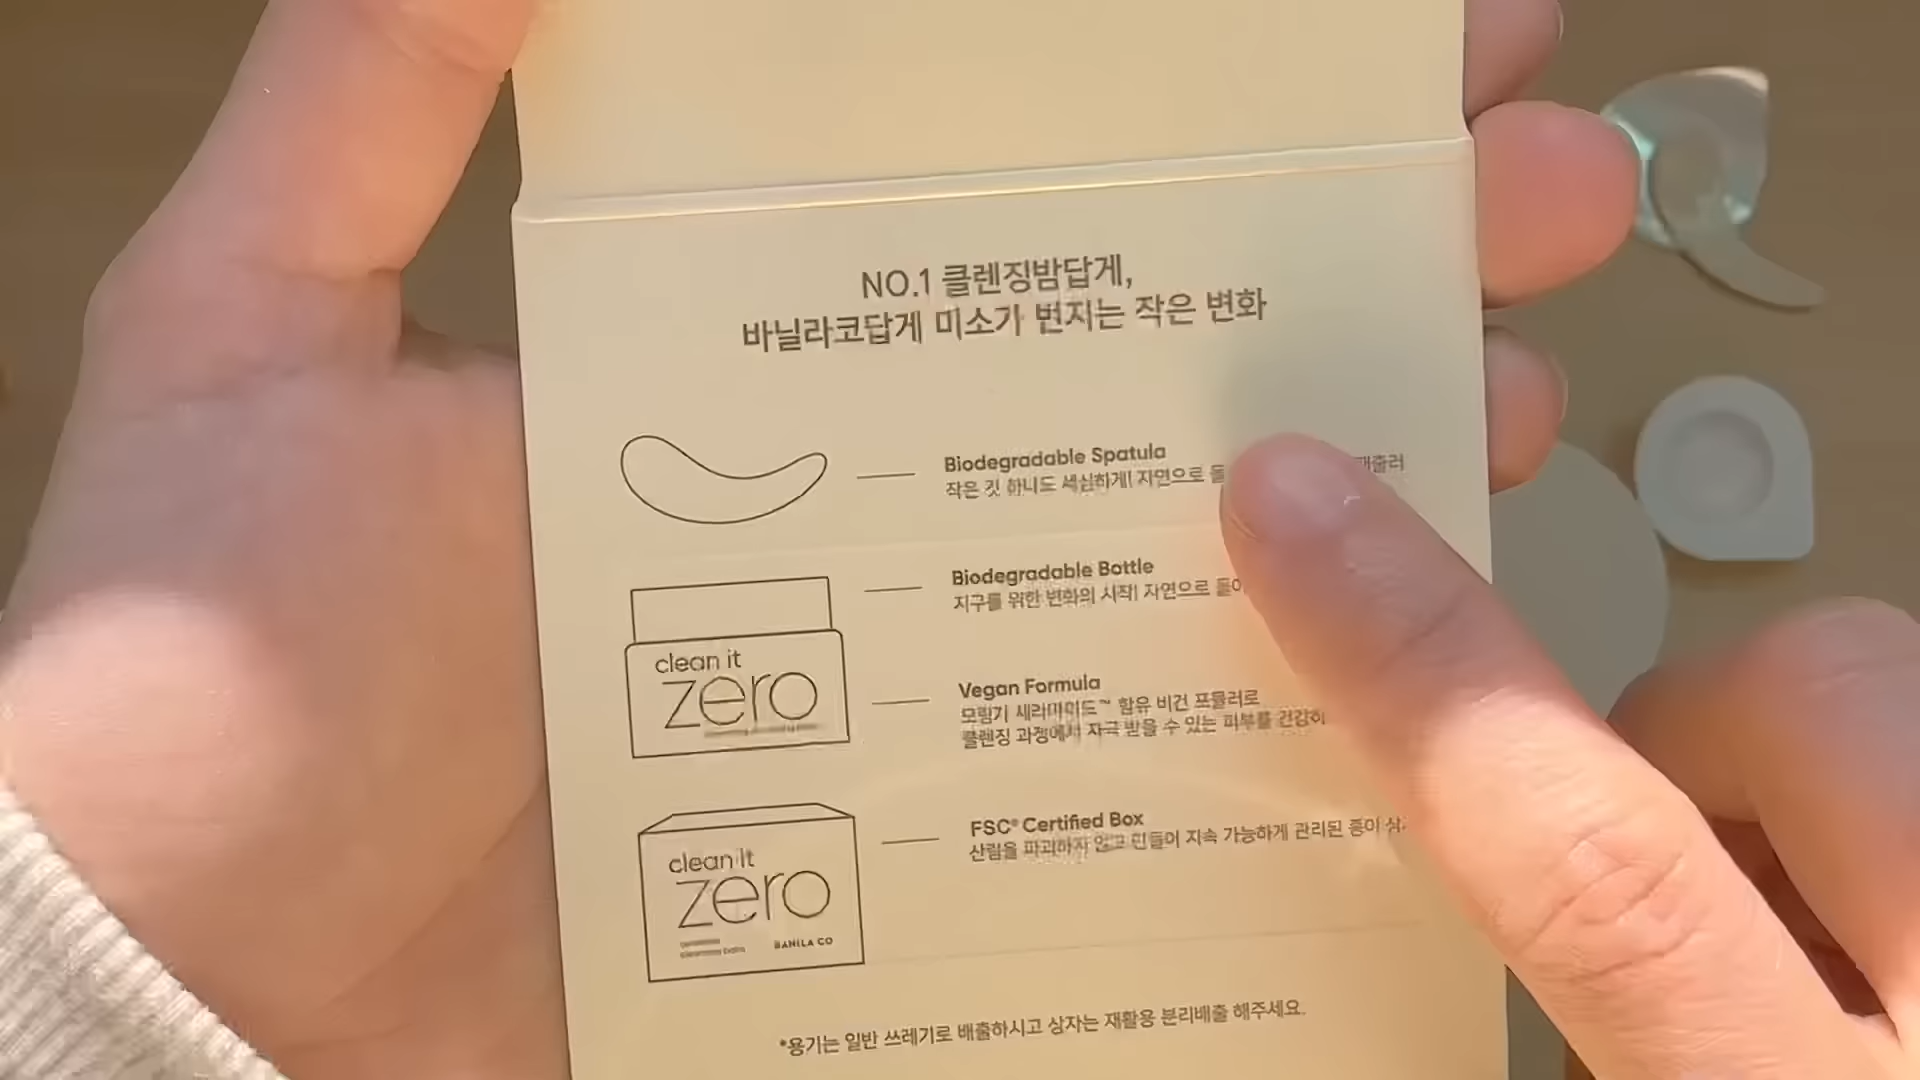 NO.1 클렌징밤답게,
바닐라코답게 미소가 번지는 작은 변화
Biodegradable Spatula
작은 것 하나도 세심하게! 자연으로
Biodegradable Bottle
지구를 위한 변화의 시작! 자연으로
Vegan Formula
모링기 세라마이드™ 함유 비건 포뮬러로
클렌징 과정에서 자극 받을 수 있는 피부를
FSC® Certified Box
산림을 파괴하지 않고 만들어 지속 가능하게 관리된 종이
clean it
zero
clean it
zero
BANILA CO
*용기는 일반 쓰레기로 배출하시고 상자는 재활용 분리배출 해주세요.